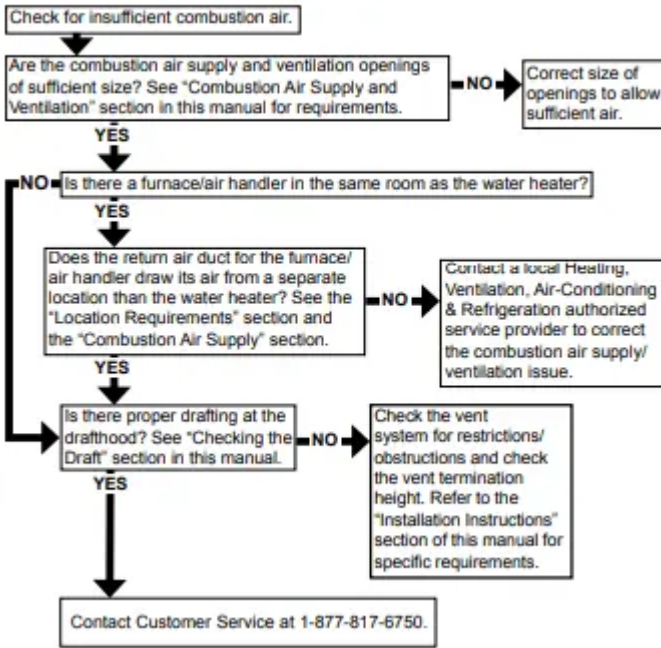 Check for insufficient combustion air.
Are the combustion air supply and ventilation openings
of sufficient size? See “Combustion Air Supply and
Ventilation” section in this manual for requirements.
NO
Correct size of
openings to allow
sufficient air.
YES
NO
Is there a furnace/air handler in the same room as the water heater?
YES
Does the return air duct for the furnace/
air handler draw its air from a separate
location than the water heater? See the
“Location Requirements” section and
the “Combustion Air Supply” section.
NO
Contact a local Heating,
Ventilation, Air-Conditioning
& Refrigeration authorized
service provider to correct
the combustion air supply/
ventilation issue.
YES
Is there proper drafting at the
drafthood? See “Checking the
Draft” section in this manual.
NO
Check the vent
system for restrictions/
obstructions and check
the vent termination
height. Refer to the
“Installation Instructions”
section of this manual for
specific requirements.
YES
Contact Customer Service at 1-877-817-6750.